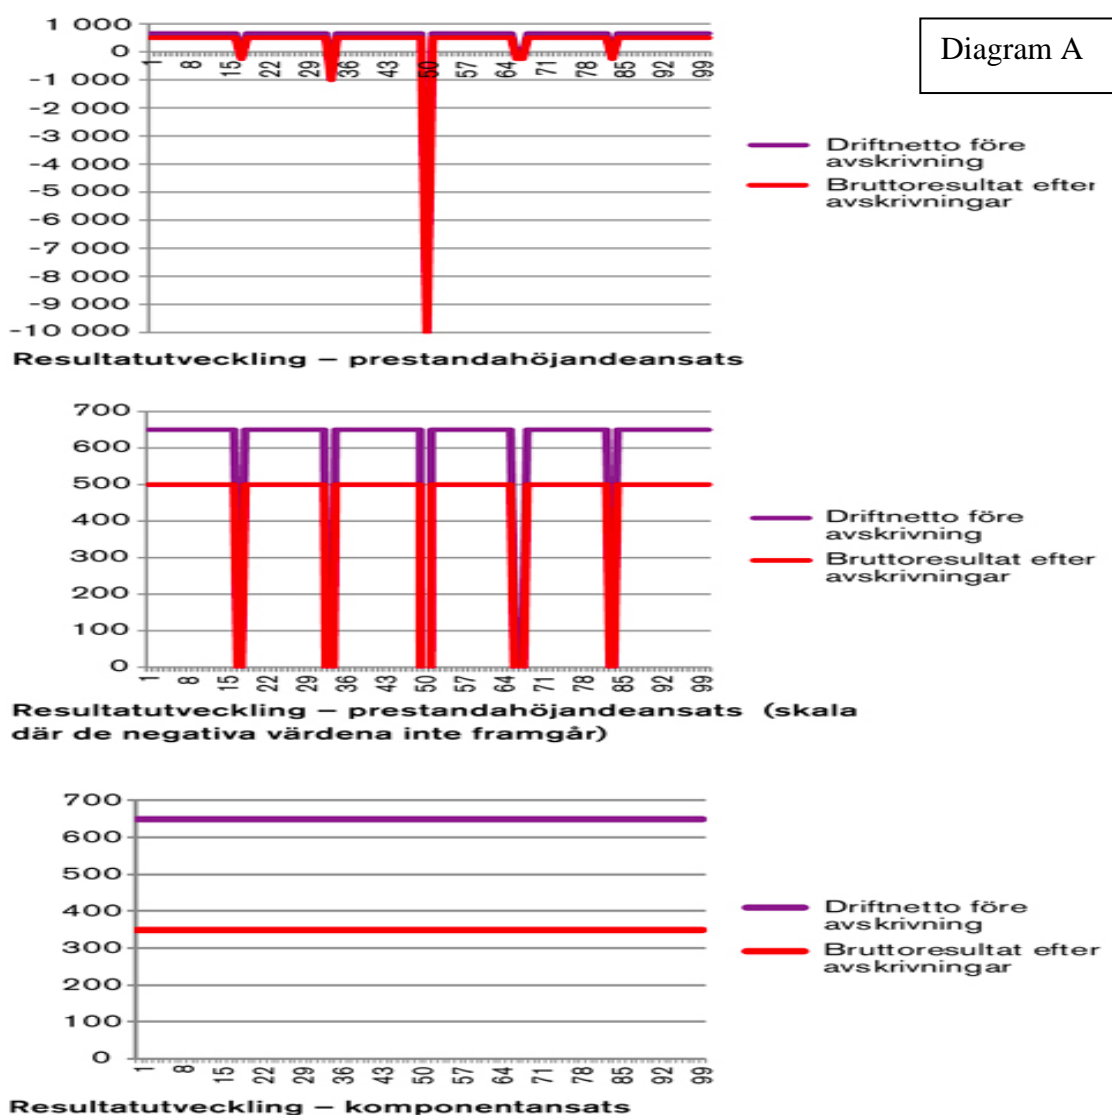 Diagram A
1 000
0
-1 000
-2 000
-3 000
-4 000
-5 000
-6 000
-7 000
-8 000
-9 000
-10 000
1 8 15 22 29 36 43 50 57 64 71 78 85 92 99
Driftnetto före
avskrivning
Bruttoresultat efter
avskrivningar
Resultatutveckling – prestandahöjandeansats
700
600
500
400
300
200
100
0
1 8 15 22 29 36 43 50 57 64 71 78 85 92 99
Driftnetto före
avskrivning
Bruttoresultat efter
avskrivningar
Resultatutveckling – prestandahöjandeansats (skala
där de negativa värdena inte framgår)
700
600
500
400
300
200
100
0
1 8 15 22 29 36 43 50 57 64 71 78 85 92 99
Driftnetto före
avskrivning
Bruttoresultat efter
avskrivningar
Resultatutveckling – komponentansats